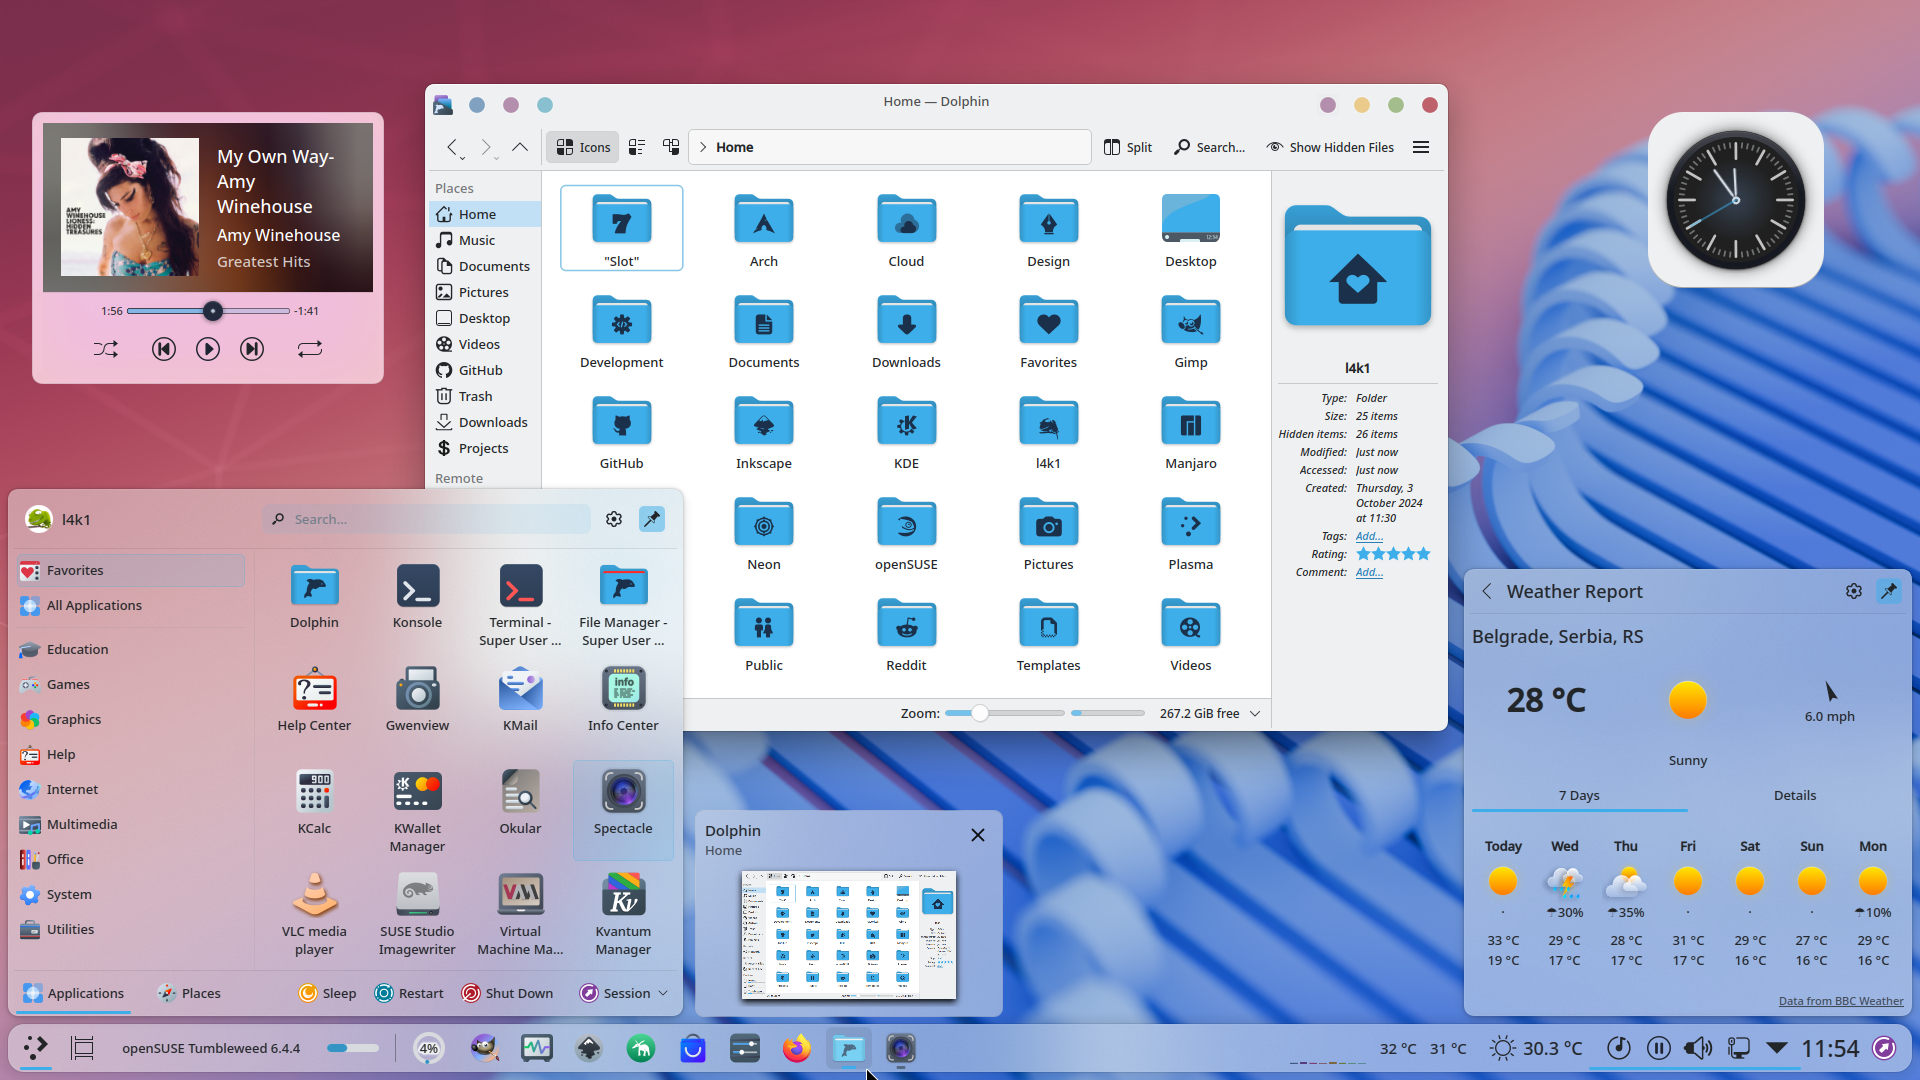 My Own Way-
Amy
Winehouse
Amy Winehouse
Greatest Hits
AMY
WINEHOUSE
LIONESS:
HIDDEN
TREASURES
1:56
-1:41
Home — Dolphin
Icons
Home
Split
Search...
Show Hidden Files
Places
Home
Music
Documents
Pictures
Desktop
Videos
GitHub
Trash
Downloads
Projects
Remote
"Slot"
Arch
Cloud
Design
Desktop
Development
Documents
Downloads
Favorites
Gimp
GitHub
Inkscape
KDE
l4k1
Manjaro
Neon
openSUSE
Pictures
Plasma
Public
Reddit
Templates
Videos
l4k1
Type: Folder
Size: 25 items
Hidden items: 26 items
Modified: Just now
Accessed: Just now
Created: Thursday, 3
October 2024
at 11:30
Tags: Add...
Rating:
Comment: Add...
Zoom:
267.2 GiB free
l4k1
Search...
Favorites
All Applications
Education
Games
Graphics
Help
Internet
Multimedia
Office
System
Utilities
Dolphin
Konsole
Terminal -
Super User ...
File Manager -
Super User ...
Help Center
Gwenview
KMail
info
Info Center
900
KCalc
KWallet
Manager
Okular
Spectacle
VLC media
player
SUSE Studio
Imagewriter
VM
Virtual
Machine Ma...
Kv
Kvantum
Manager
Applications
Places
Sleep
Restart
Shut Down
Session
Dolphin
Home
Weather Report
Belgrade, Serbia, RS
28 °C
6.0 mph
Sunny
7 Days
Details
Today Wed Thu Fri Sat Sun Mon
30% 35% 10%
33 °C 29 °C 28 °C 31 °C 29 °C 27 °C 29 °C
19 °C 17 °C 17 °C 17 °C 16 °C 16 °C 16 °C
Data from BBC Weather
openSUSE Tumbleweed 6.4.4
4%
32 °C 31 °C
30.3 °C
11:54